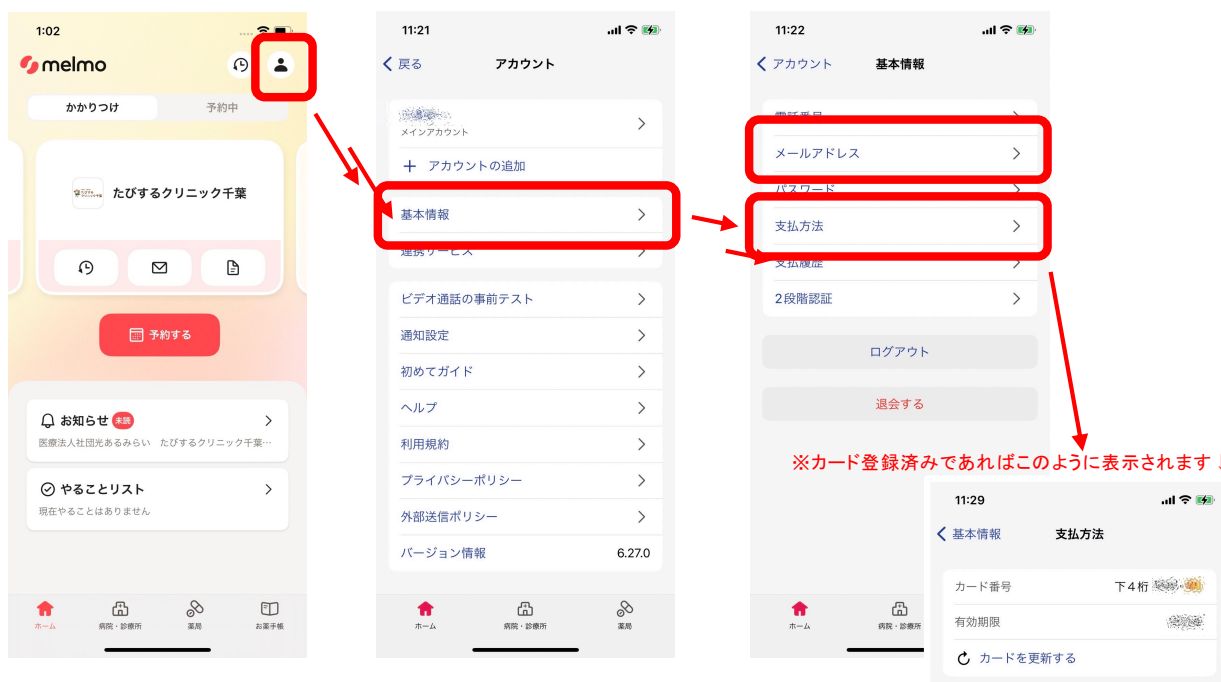 1:02
melmo
かかりつけ
予約中
たびするクリニック千葉
予約する
お知らせ 未読
医療法人社団光あるみらい たびするクリニック千葉…
やることリスト
現在やることはありません
ホーム
病院・診療所
薬局
お薬手帳
11:21
戻る
アカウント
メインアカウント
アカウントの追加
基本情報
連携サービス
ビデオ通話の事前テスト
通知設定
初めてガイド
ヘルプ
利用規約
プライバシーポリシー
外部送信ポリシー
バージョン情報 6.27.0
ホーム
病院・診療所
薬局
11:22
アカウント
基本情報
電話番号
メールアドレス
パスワード
支払方法
支払履歴
2段階認証
ログアウト
退会する
ホーム
病院・診療所
※カード登録済みであればこのように表示されます
11:29
基本情報
支払方法
カード番号 下4桁
有効期限
カードを更新する